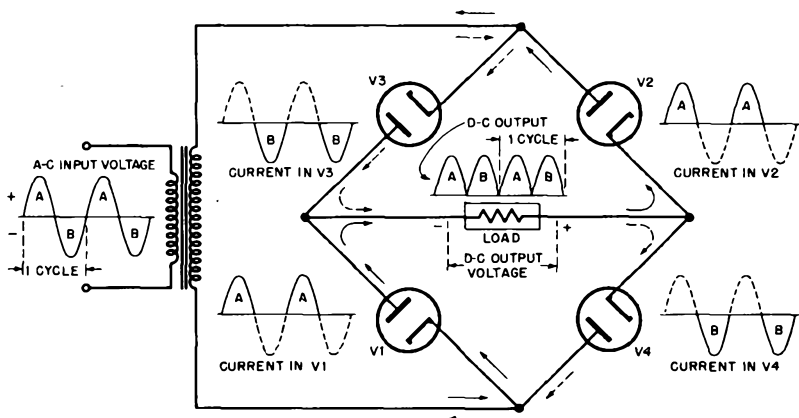 V3
V2
D-C OUTPUT
1 CYCLE
A
A
B
B
CURRENT IN V3
A B A B
A
A
B
B
CURRENT IN V2
A-C INPUT VOLTAGE
+
A
A
-
B
B
1 CYCLE
-
LOAD
+
D-C OUTPUT
VOLTAGE
A
A
CURRENT IN V1
V1
V4
B
B
CURRENT IN V4